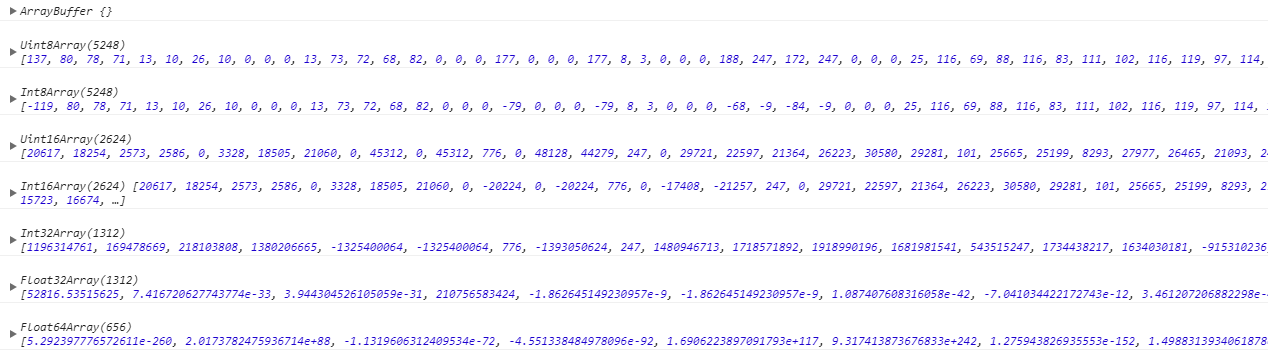 ArrayBuffer {}
Uint8Array(5248)
[137, 80, 78, 71, 13, 10, 26, 10, 0, 0, 0, 13, 73, 72, 68, 82, 0, 0, 0, 177, 0, 0, 0, 177, 8, 3, 0, 0, 0, 188, 247, 172, 247, 0, 0, 0, 25, 116, 69, 88, 116, 83, 111, 102, 116, 119, 97, 114,
Int8Array(5248)
[-119, 80, 78, 71, 13, 10, 26, 10, 0, 0, 0, 13, 73, 72, 68, 82, 0, 0, 0, -79, 0, 0, 0, -79, 8, 3, 0, 0, 0, -68, -9, -84, -9, 0, 0, 0, 25, 116, 69, 88, 116, 83, 111, 102, 116, 119, 97, 114,
Uint16Array(2624)
[20617, 18254, 2573, 2586, 0, 3328, 18505, 21060, 0, 45312, 0, 45312, 776, 0, 48128, 44279, 247, 0, 29721, 22597, 21364, 26223, 30580, 29281, 101, 25665, 25199, 8293, 27977, 26465, 21093,
Int16Array(2624) [20617, 18254, 2573, 2586, 0, 3328, 18505, 21060, 0, -20224, 0, -20224, 776, 0, -17408, -21257, 247, 0, 29721, 22597, 21364, 26223, 30580, 29281, 101, 25665, 25199, 8293,
15723, 16674, …]
Int32Array(1312)
[1196314761, 169478669, 218103808, 1380206665, -1325400064, -1325400064, 776, -1393050624, 247, 1480946713, 1718571892, 1918990196, 1681981541, 543515247, 1734438217, 1634030181, -915310236,
Float32Array(1312)
[52816.53515625, 7.416720627743774e-33, 3.944304526105059e-31, 210756583424, -1.862645149230957e-9, -1.862645149230957e-9, 1.087407608316058e-42, -7.041034422172743e-12, 3.461207206882298e-
Float64Array(656)
[5.292397776572611e-260, 2.0173782475936714e+88, -1.1319606312409534e-72, -4.551338484978096e-92, 1.6906223897091793e+117, 9.317413873676833e+242, 1.275943826935553e-152, 1.4988313934061878